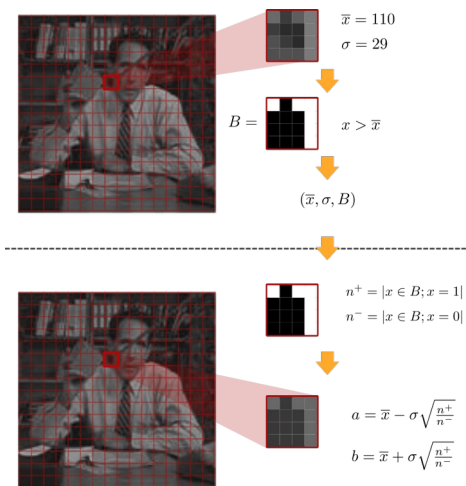 x̅ = 110
σ = 29
B =
x > x̅
(x̅, σ, B)
n⁺ = |x ∈ B; x = 1|
n⁻ = |x ∈ B; x = 0|
a = x̅ − σ√(n⁺/n⁻)
b = x̅ + σ√(n⁺/n⁻)